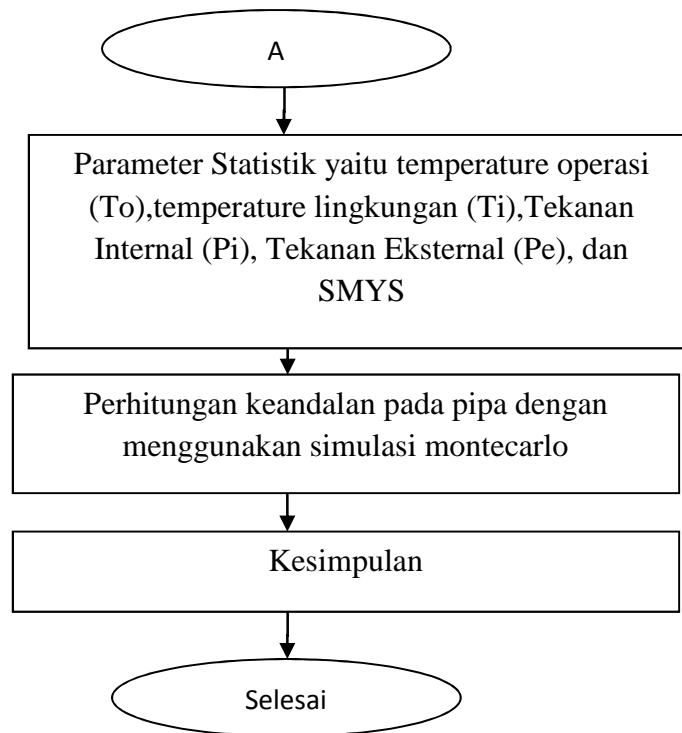 A
Parameter Statistik yaitu temperature operasi
(To),temperature lingkungan (Ti),Tekanan
Internal (Pi), Tekanan Eksternal (Pe), dan
SMYS
Perhitungan keandalan pada pipa dengan
menggunakan simulasi montecarlo
Kesimpulan
Selesai